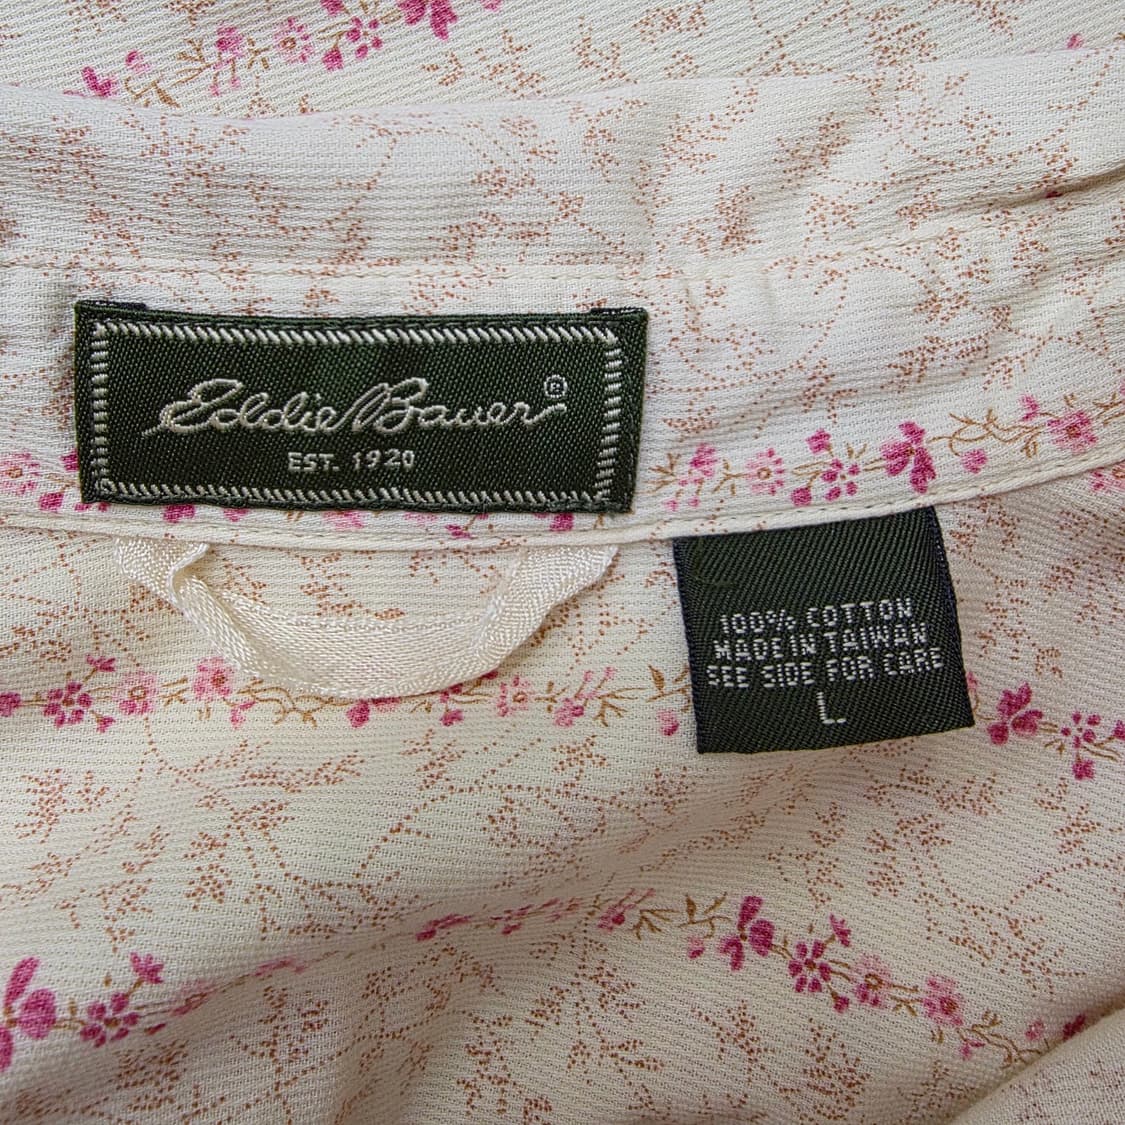 Eddie Bauer®
EST. 1920
100% COTTON
MADE IN TAIWAN
SEE SIDE FOR CARE
L